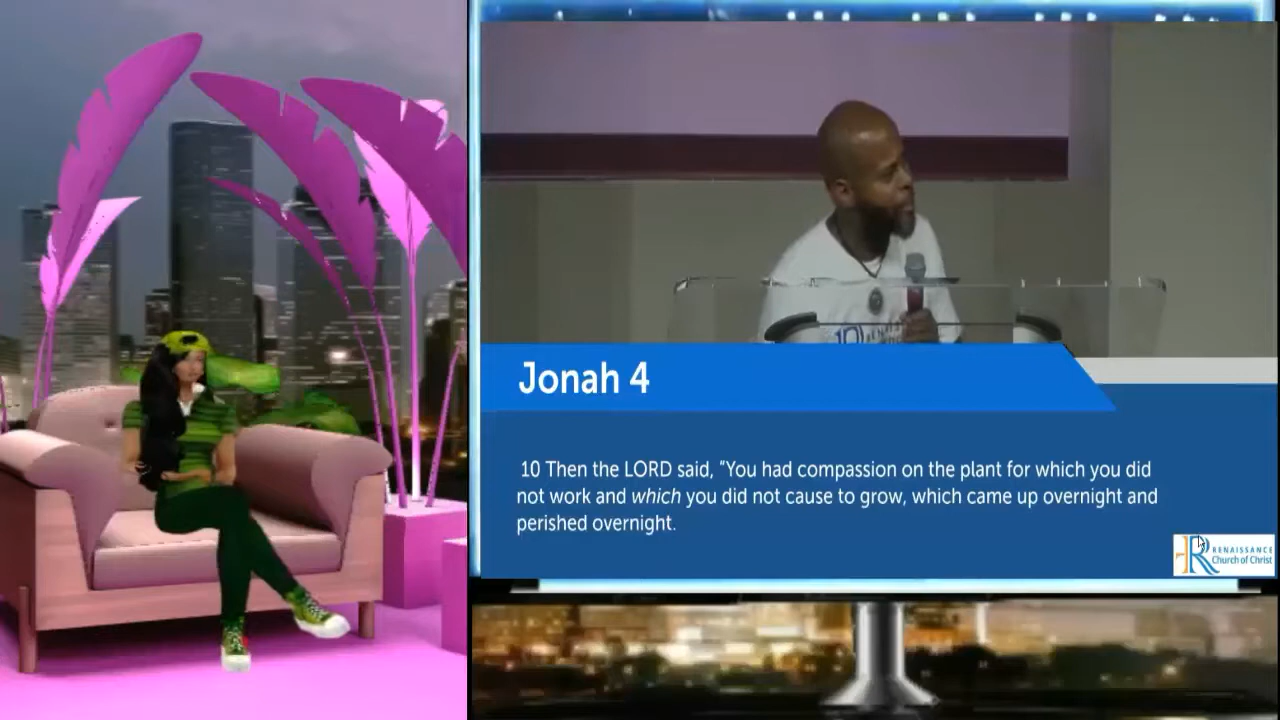 Jonah 4
10 Then the LORD said, “You had compassion on the plant for which you did
not work and which you did not cause to grow, which came up overnight and
perished overnight.
RENAISSANCE
Church of Christ